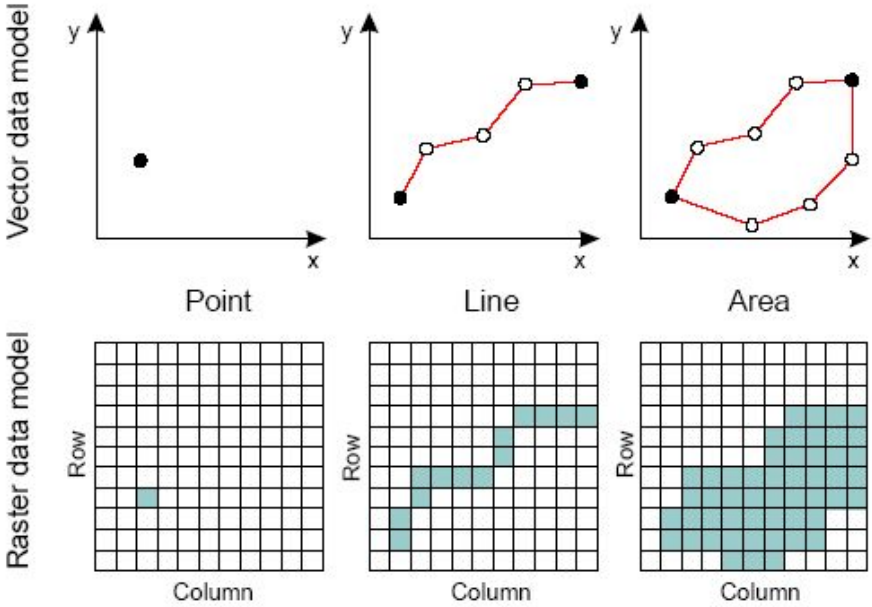 Vector data model
y
x
y
x
y
x
Point
Line
Area
Raster data model
Row
Column
Row
Column
Row
Column